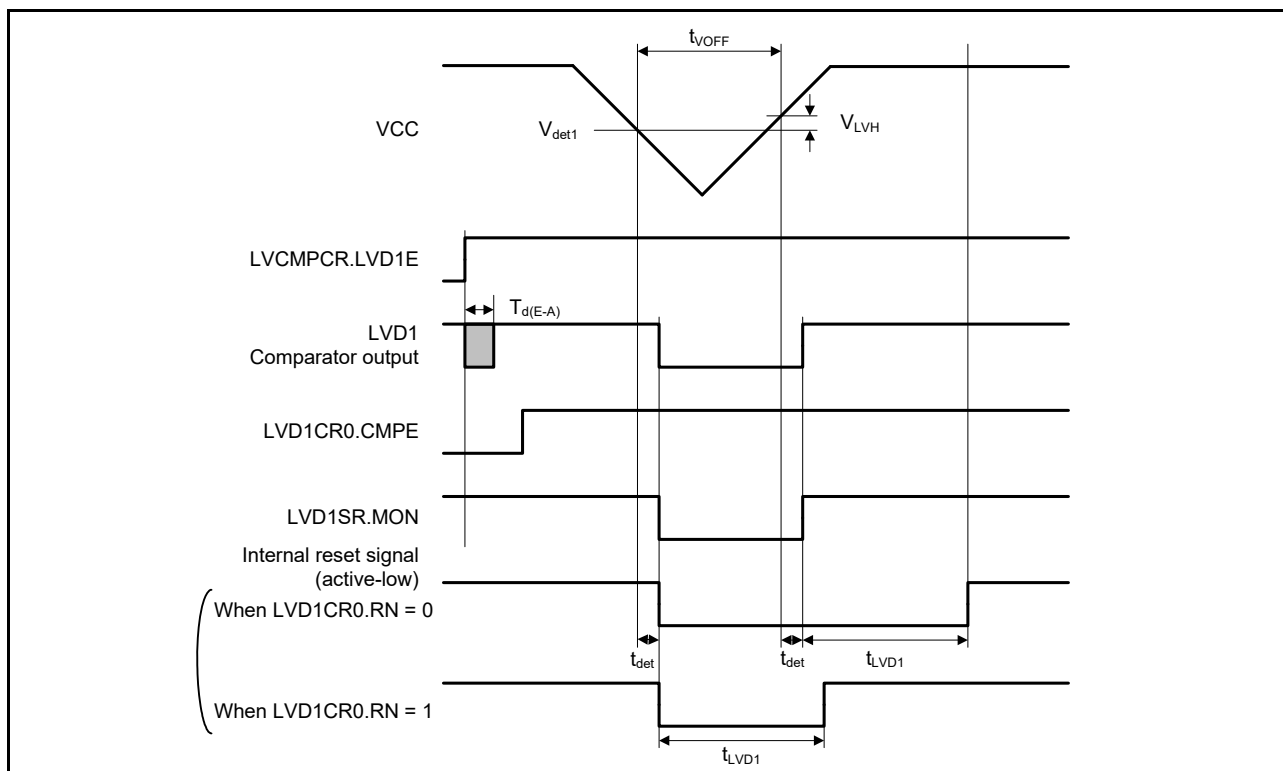 tVOFF
VCC
Vdet1
VLVH
LVCMPCR.LVD1E
Td(E-A)
LVD1
Comparator output
LVD1CR0.CMPE
LVD1SR.MON
Internal reset signal
(active-low)
When LVD1CR0.RN = 0
tdet
tdet
tLVD1
When LVD1CR0.RN = 1
tLVD1